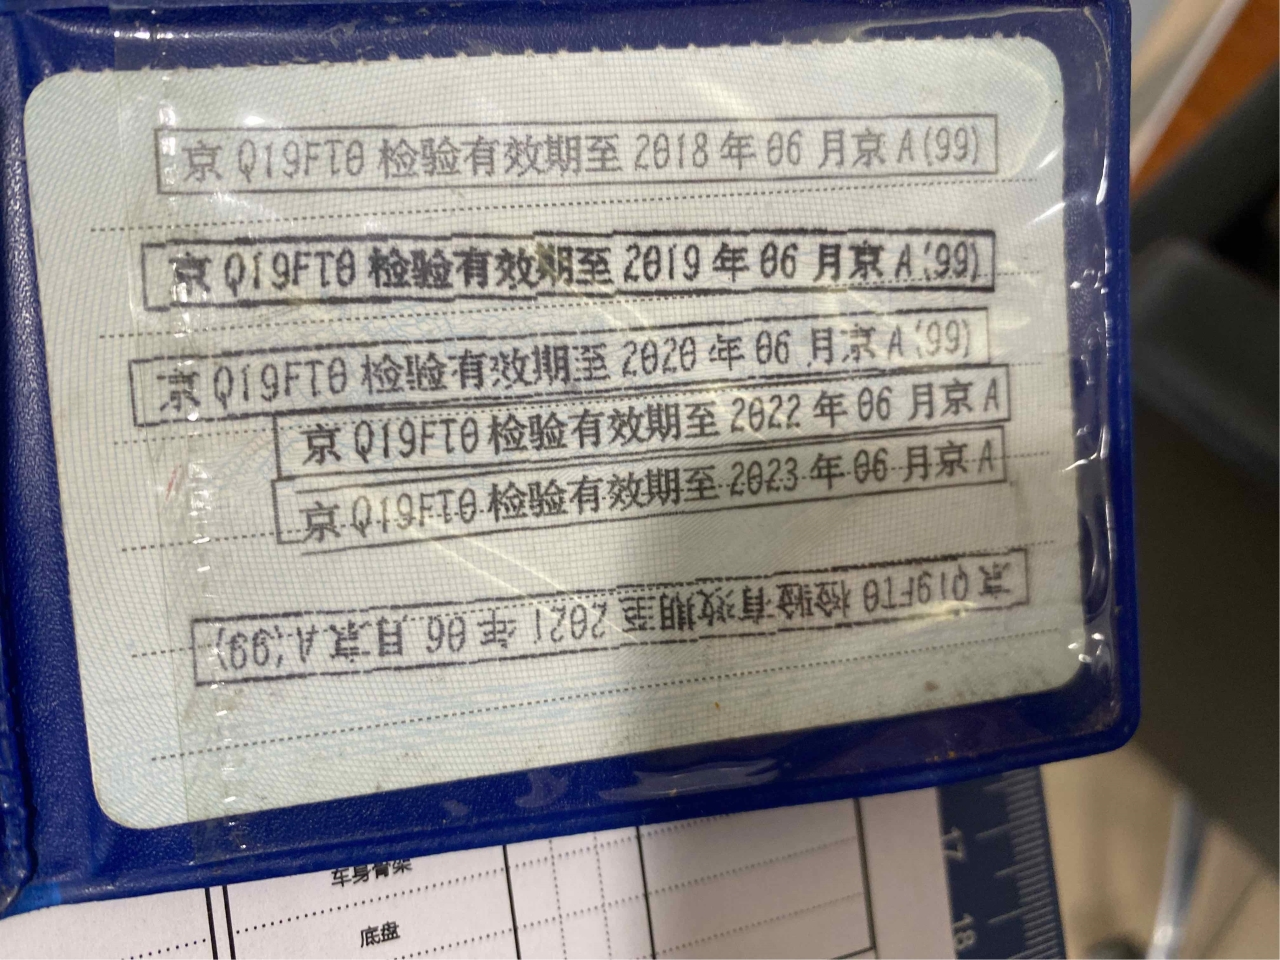 京 Q19FT0 检验有效期至 2018 年 06 月京 A(99)
京 Q19FT0 检验有效期至 2019 年 06 月京 A(99)
京 Q19FT0 检验有效期至 2020 年 06 月京 A(99)
京 Q19FT0 检验有效期至 2022 年 06 月京 A
京 Q19FT0 检验有效期至 2023 年 06 月京 A
京 Q19FT0 检验有效期至 2021 年 06 月京 A(99)
车身骨架
底盘
17
18